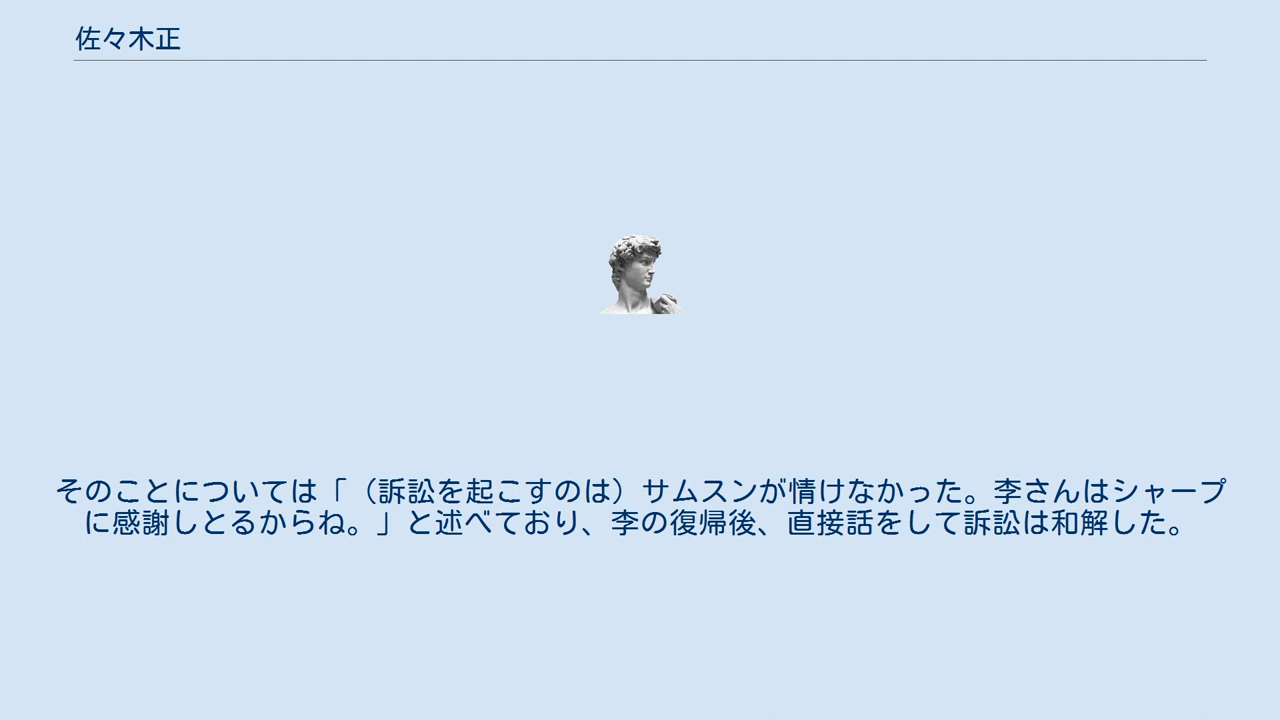 佐々木正
そのことについては「（訴訟を起こすのは）サムスンが情けなかった。李さんはシャープ
に感謝しとるからね。」と述べており、李の復帰後、直接話をして訴訟は和解した。